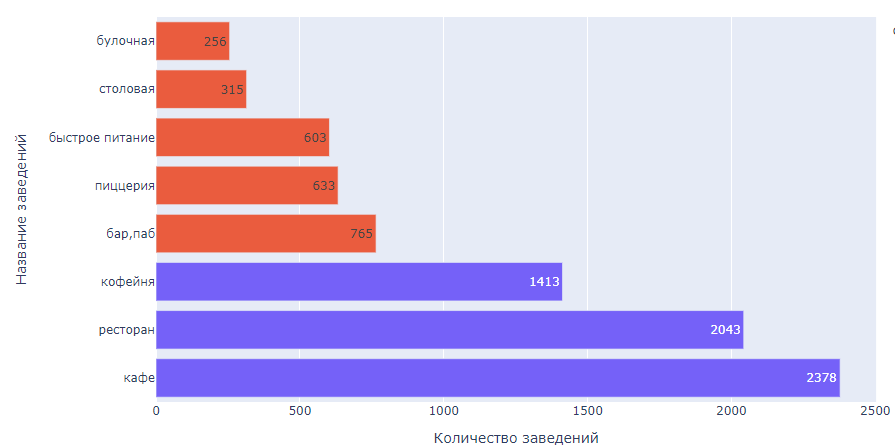 булочная 256
столовая 315
быстрое питание 603
пиццерия 633
бар,паб 765
кофейня 1413
ресторан 2043
кафе 2378
0 500 1000 1500 2000 2500
Количество заведений
Название заведений